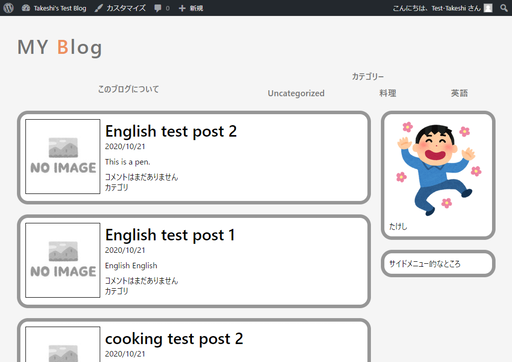 Takeshi's Test Blog カスタマイズ 0 新規 こんにちは、Test-Takeshi さん
MY Blog
このブログについて
カテゴリー
Uncategorized 料理 英語
NO IMAGE
English test post 2
2020/10/21
This is a pen.
コメントはまだありません
カテゴリ
NO IMAGE
English test post 1
2020/10/21
English English
コメントはまだありません
カテゴリ
cooking test post 2
2020/10/21
たけし
サイドメニュー的なところ